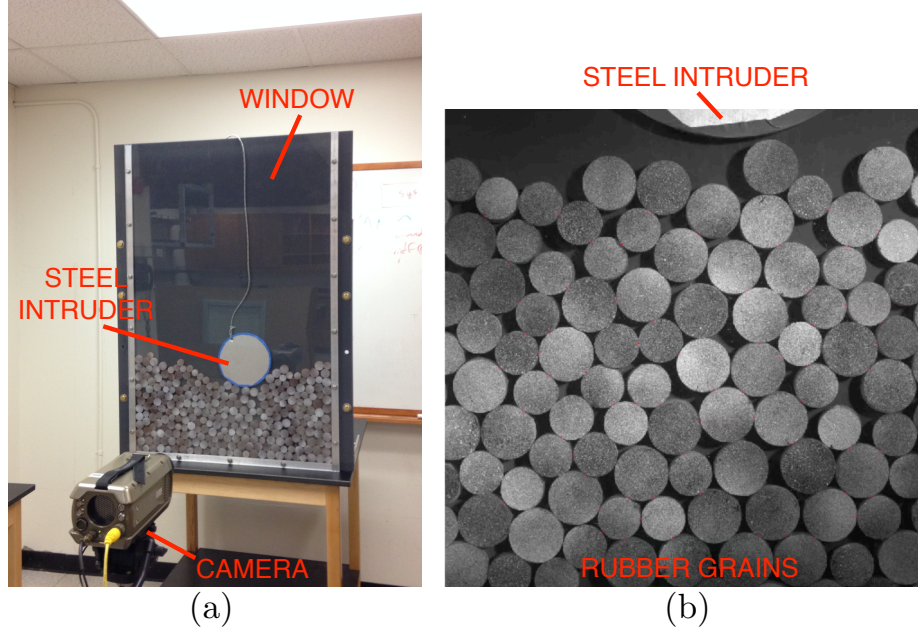 WINDOW
STEEL
INTRUDER
CAMERA
(a)
STEEL INTRUDER
RUBBER GRAINS
(b)